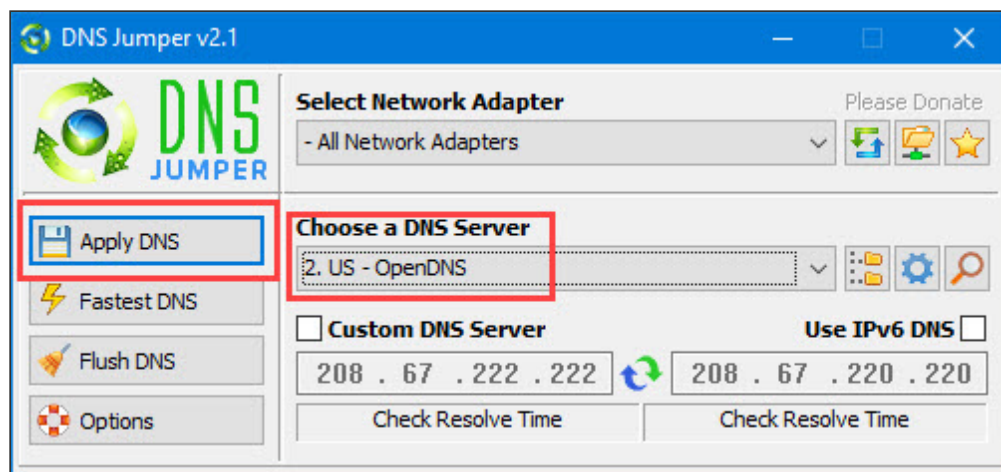 DNS Jumper v2.1
DNS
JUMPER
Select Network Adapter
Please Donate
- All Network Adapters
Apply DNS
Fastest DNS
Flush DNS
Options
Choose a DNS Server
2. US - OpenDNS
Custom DNS Server
Use IPv6 DNS
208 . 67 . 222 . 222
208 . 67 . 220 . 220
Check Resolve Time
Check Resolve Time